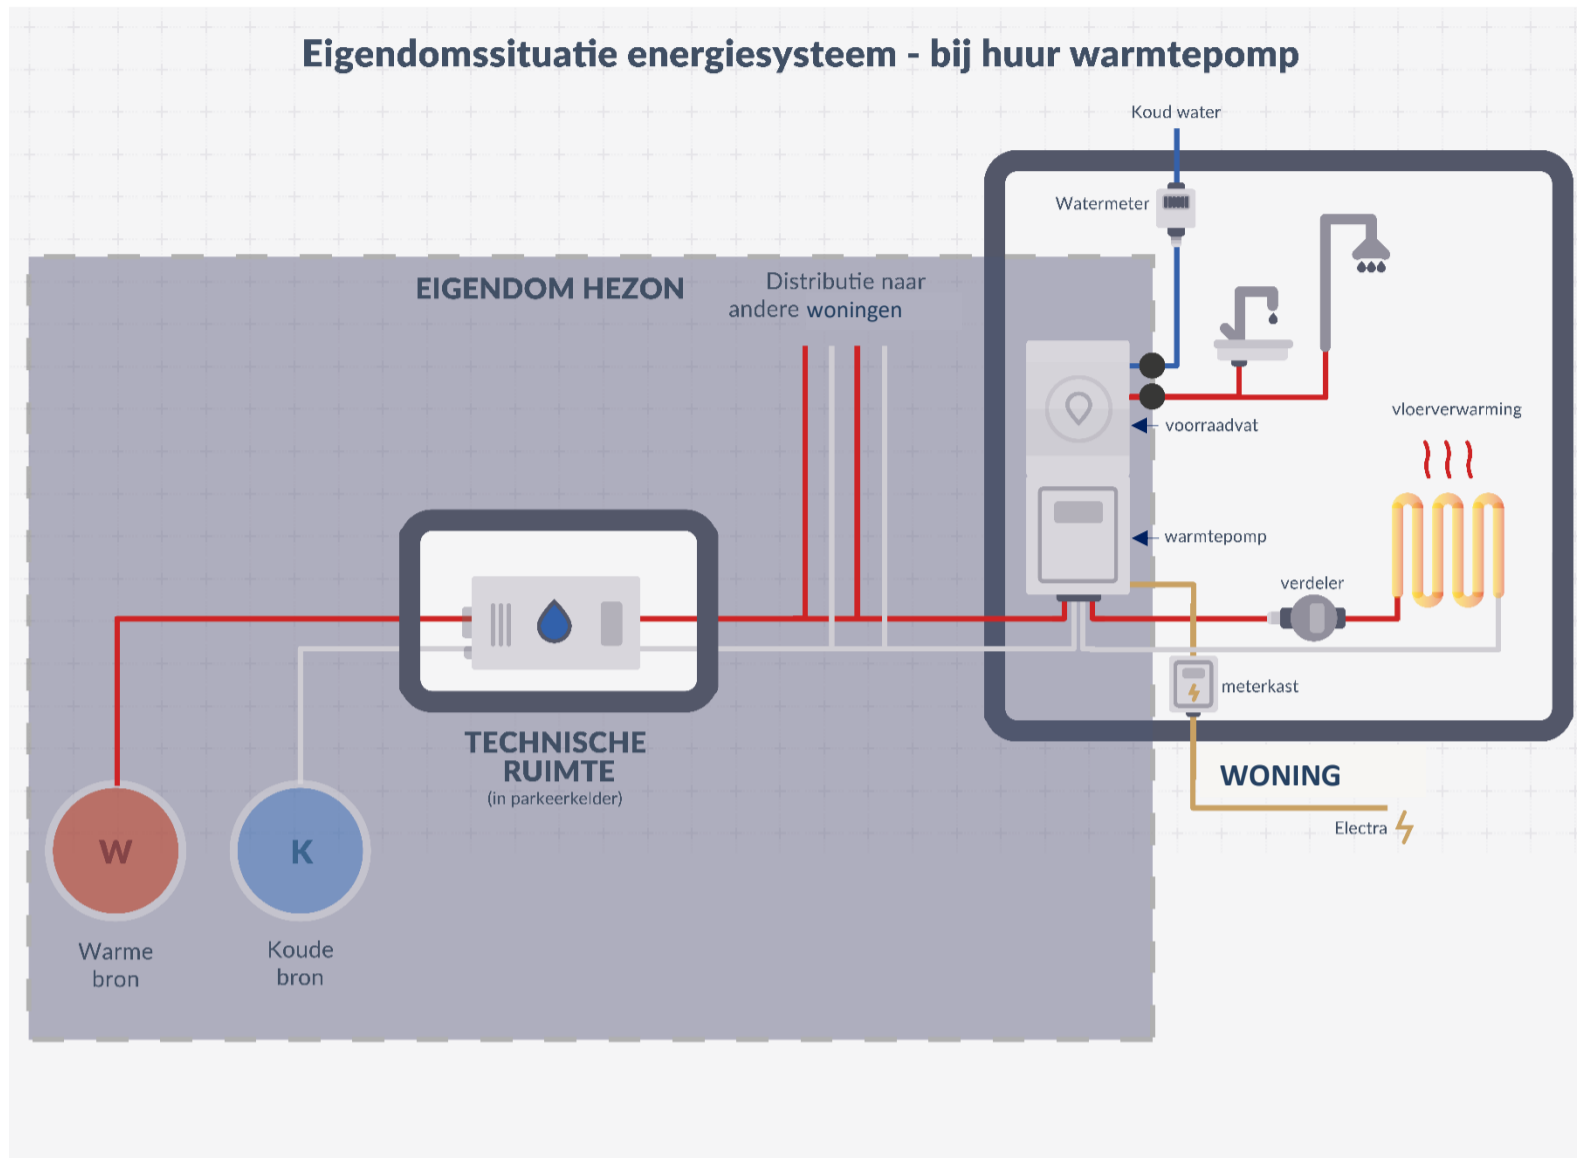 Eigendomssituatie energiesysteem - bij huur warmtepomp
Koud water
Watermeter
EIGENDOM HEZON
Distributie naar
andere woningen
voorraadvat
vloerverwarming
warmtepomp
verdeler
meterkast
TECHNISCHE
RUIMTE
(in parkeerkelder)
WONING
Electra
W
K
Warme
bron
Koude
bron